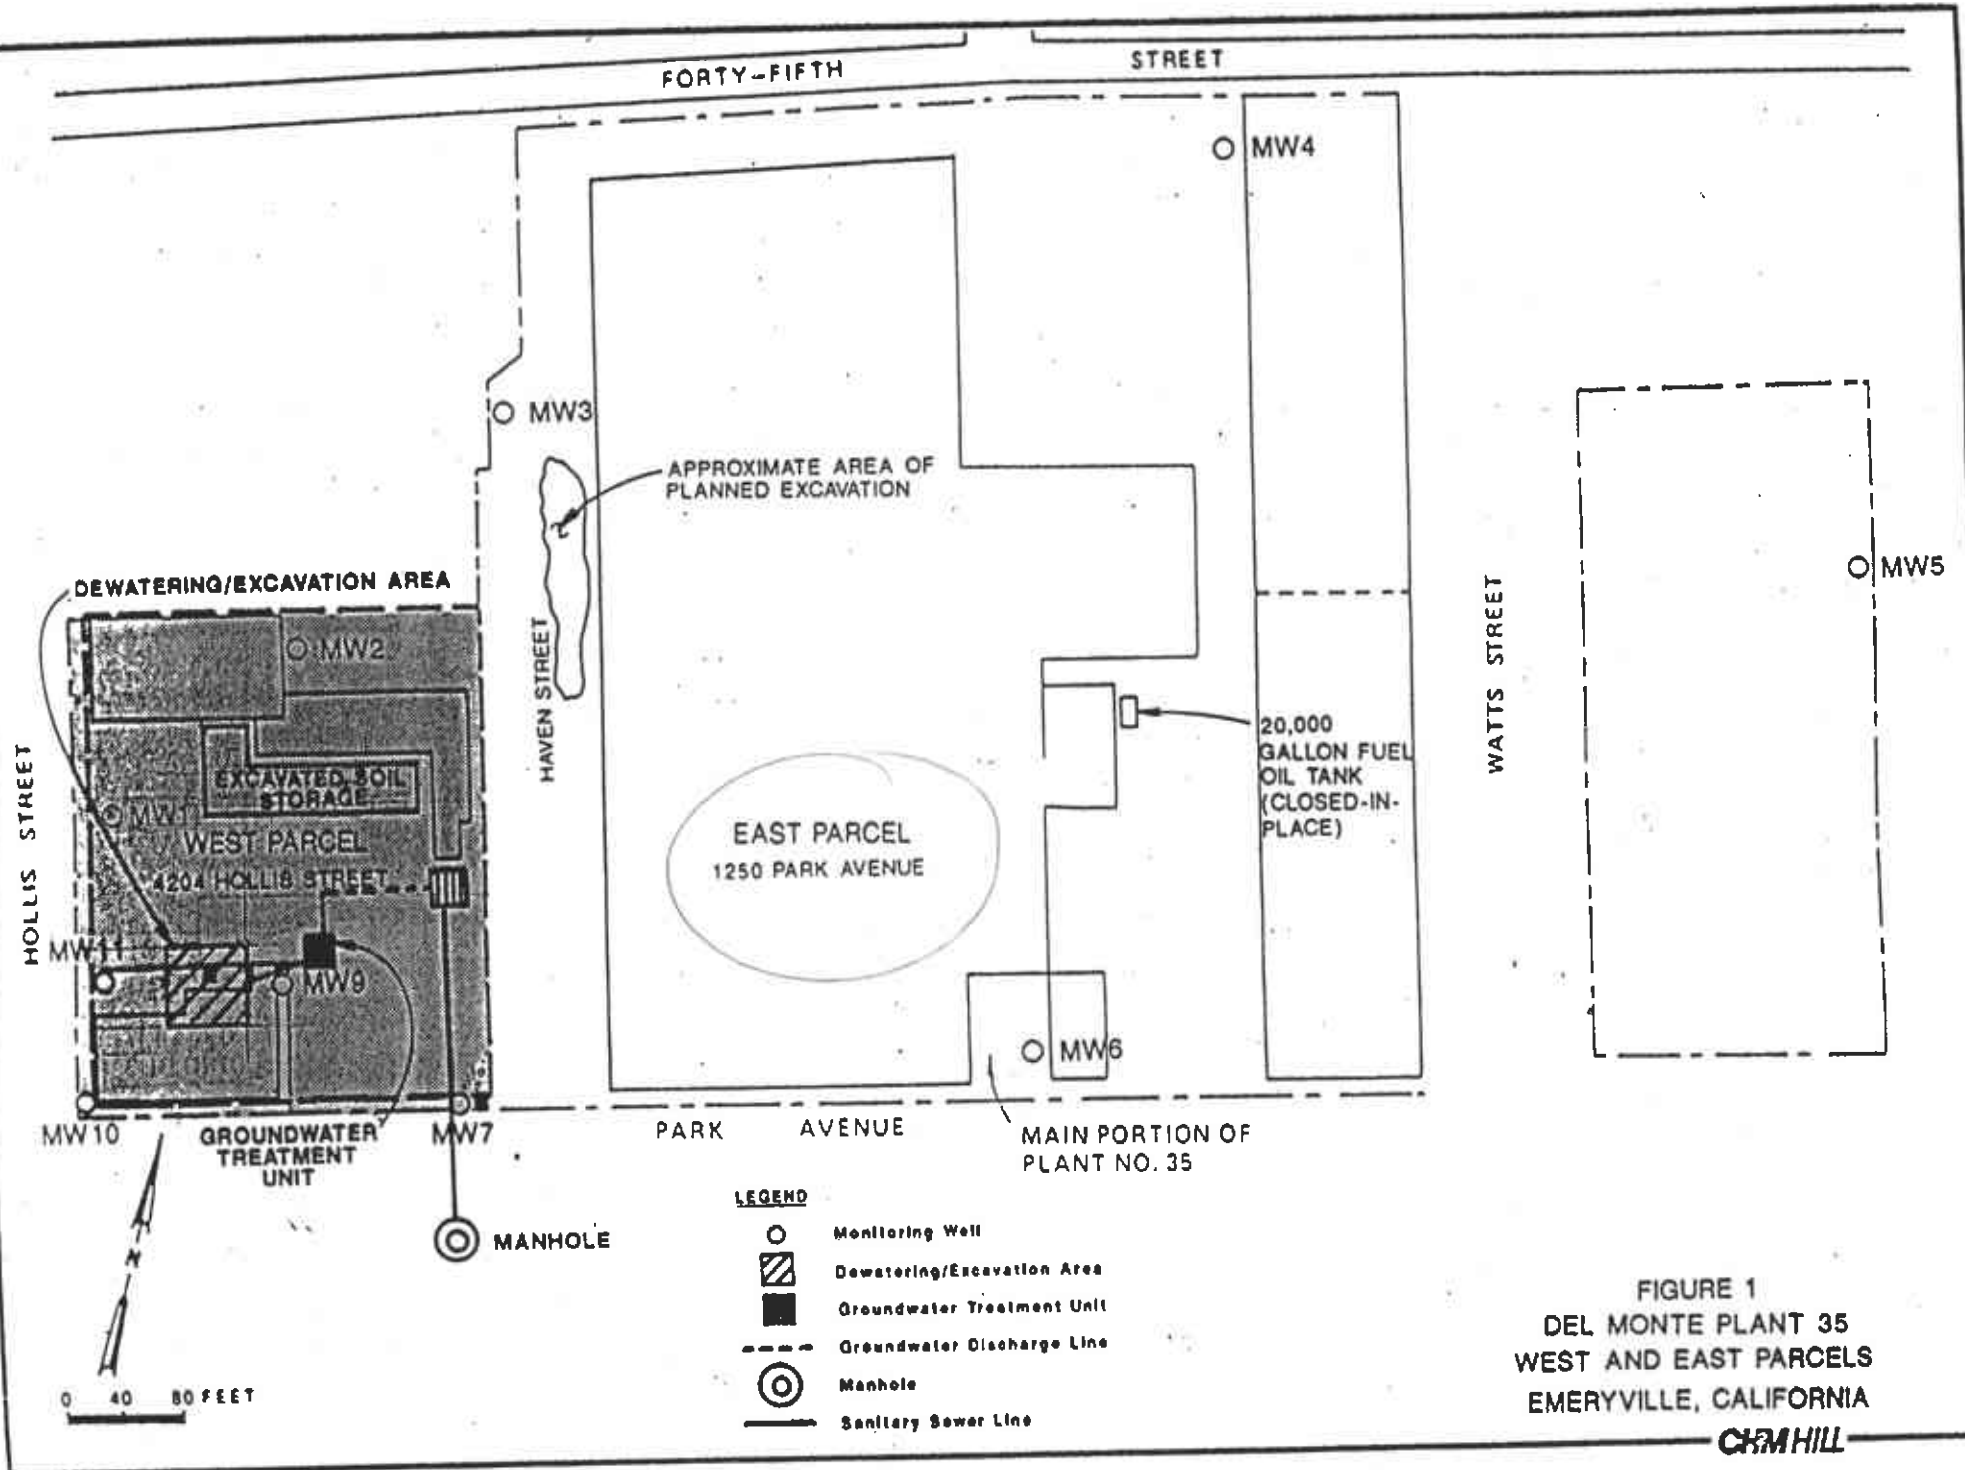 FORTY-FIFTH STREET
MW4
MW3
APPROXIMATE AREA OF
PLANNED EXCAVATION
MW5
DEWATERING/EXCAVATION AREA
MW2
HAVEN STREET
WATTS STREET
HOLLIS STREET
20,000
GALLON FUEL
OIL TANK
(CLOSED-IN-
PLACE)
EXCAVATED SOIL
STORAGE
MW1
WEST PARCEL
4204 HOLLIS STREET
EAST PARCEL
1250 PARK AVENUE
MW11
MW9
MW6
MW10
GROUNDWATER
TREATMENT
UNIT
MW7
PARK AVENUE
MAIN PORTION OF
PLANT NO. 35
MANHOLE
N
0 40 80 FEET
LEGEND
Monitoring Well
Dewatering/Excavation Area
Groundwater Treatment Unit
Groundwater Discharge Line
Manhole
Sanitary Sewer Line
FIGURE 1
DEL MONTE PLANT 35
WEST AND EAST PARCELS
EMERYVILLE, CALIFORNIA
CH2M HILL